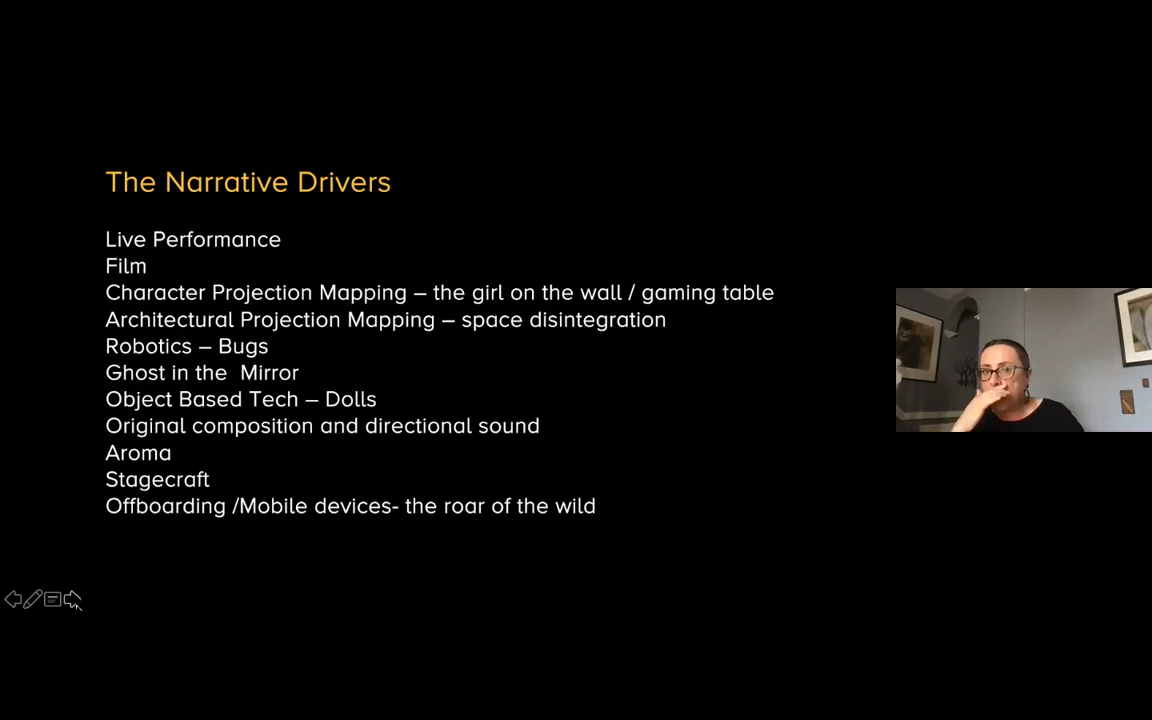 The Narrative Drivers
Live Performance
Film
Character Projection Mapping – the girl on the wall / gaming table
Architectural Projection Mapping – space disintegration
Robotics – Bugs
Ghost in the  Mirror
Object Based Tech – Dolls
Original composition and directional sound
Aroma
Stagecraft
Offboarding /Mobile devices- the roar of the wild